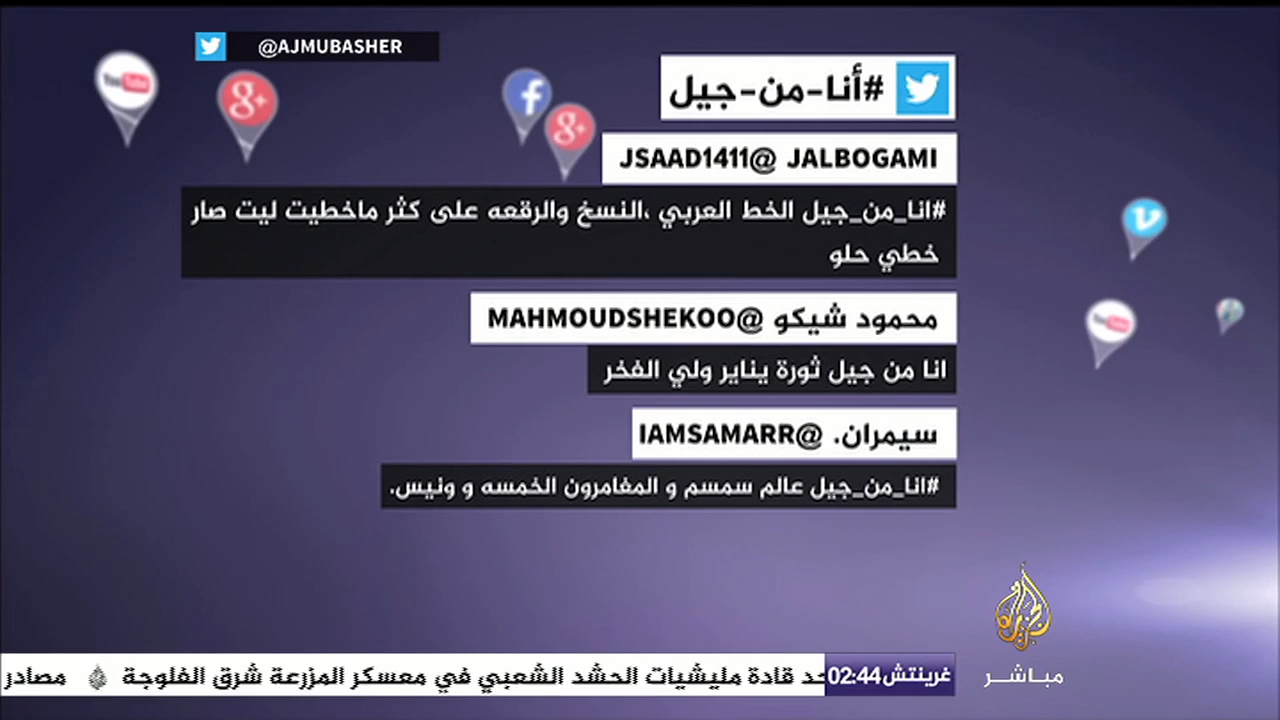 @AJMUBASHER
#أنا-من-جيل
JSAAD1411@ JALBOGAMI
#انا_من_جيل الخط العربي ،النسخ والرقعه على كثر ماخطيت ليت صار
خطي حلو
محمود شيكو @MAHMOUDSHEKOO
انا من جيل ثورة يناير ولي الفخر
سيمران. @IAMSAMARR
#انا_من_جيل عالم سمسم و المغامرون الخمسه و ونيس.
مباشر
غرينتش 02:44
قادة مليشيات الحشد الشعبي في معسكر المزرعة شرق الفلوجة مصادر